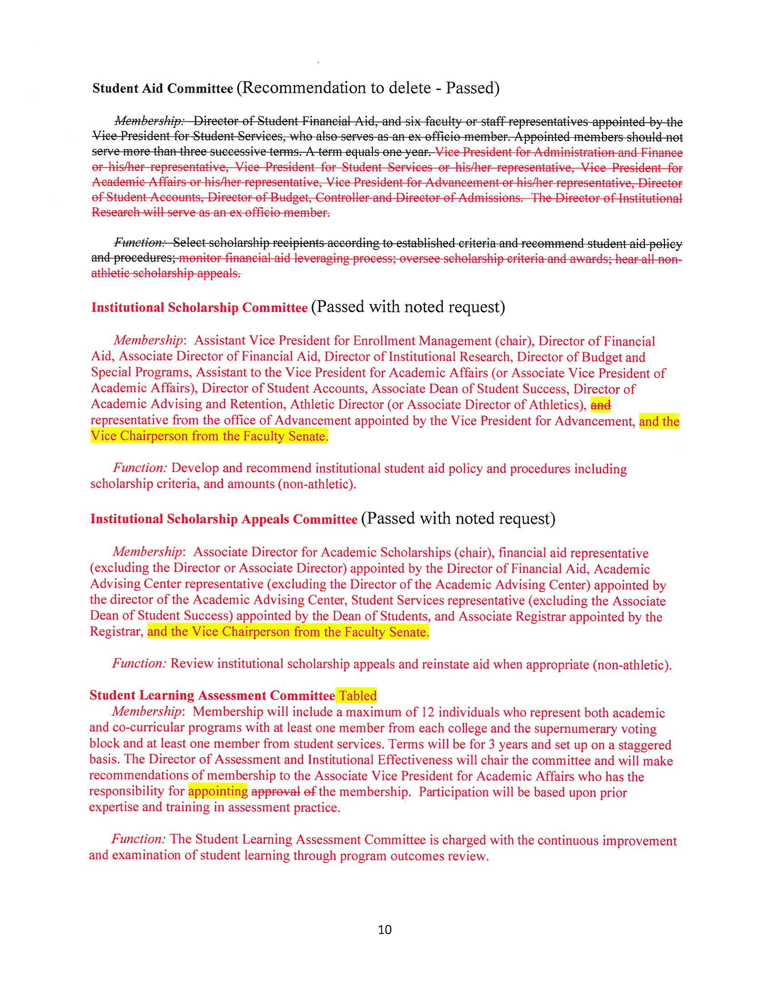 Student Aid Committee (Recommendation to delete - Passed)
Membership: Director of Student Financial Aid, and six faculty or staff representatives appointed by the
Vice President for Student Services, who also serves as an ex officio member. Appointed members should not
serve more than three successive terms. A term equals one year. Vice President for Administration and Finance
or his/her representative, Vice President for Student Services or his/her representative, Vice President for
Academic Affairs or his/her representative, Vice President for Advancement or his/her representative, Director
of Student Accounts, Director of Budget, Controller and Director of Admissions. The Director of Institutional
Research will serve as an ex officio member.
Function: Select scholarship recipients according to established criteria and recommend student aid policy
and procedures; monitor financial aid leveraging process; oversee scholarship criteria and awards; hear all non-
athletic scholarship appeals.
Institutional Scholarship Committee (Passed with noted request)
Membership: Assistant Vice President for Enrollment Management (chair), Director of Financial
Aid, Associate Director of Financial Aid, Director of Institutional Research, Director of Budget and
Special Programs, Assistant to the Vice President for Academic Affairs (or Associate Vice President of
Academic Affairs), Director of Student Accounts, Associate Dean of Student Success, Director of
Academic Advising and Retention, Athletic Director (or Associate Director of Athletics), and
representative from the office of Advancement appointed by the Vice President for Advancement, and the
Vice Chairperson from the Faculty Senate.
Function: Develop and recommend institutional student aid policy and procedures including
scholarship criteria, and amounts (non-athletic).
Institutional Scholarship Appeals Committee (Passed with noted request)
Membership: Associate Director for Academic Scholarships (chair), financial aid representative
(excluding the Director or Associate Director) appointed by the Director of Financial Aid, Academic
Advising Center representative (excluding the Director of the Academic Advising Center) appointed by
the director of the Academic Advising Center, Student Services representative (excluding the Associate
Dean of Student Success) appointed by the Dean of Students, and Associate Registrar appointed by the
Registrar, and the Vice Chairperson from the Faculty Senate.
Function: Review institutional scholarship appeals and reinstate aid when appropriate (non-athletic).
Student Learning Assessment Committee Tabled
Membership: Membership will include a maximum of 12 individuals who represent both academic
and co-curricular programs with at least one member from each college and the supernumerary voting
block and at least one member from student services. Terms will be for 3 years and set up on a staggered
basis. The Director of Assessment and Institutional Effectiveness will chair the committee and will make
recommendations of membership to the Associate Vice President for Academic Affairs who has the
responsibility for appointing approval of the membership. Participation will be based upon prior
expertise and training in assessment practice.
Function: The Student Learning Assessment Committee is charged with the continuous improvement
and examination of student learning through program outcomes review.
10